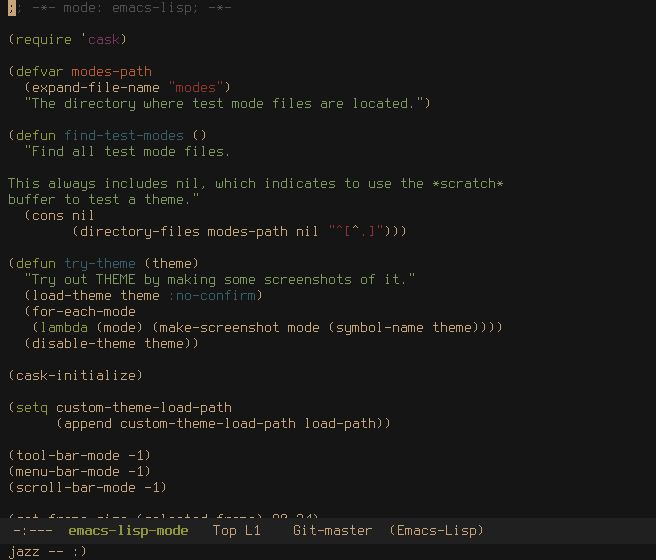 ;; -*- mode: emacs-lisp; -*-
(require 'cask)
(defvar modes-path
  (expand-file-name "modes")
  "The directory where test mode files are located.")
(defun find-test-modes ()
  "Find all test mode files.
This always includes nil, which indicates to use the *scratch*
buffer to test a theme."
  (cons nil
        (directory-files modes-path nil "^[^.]")))
(defun try-theme (theme)
  "Try out THEME by making some screenshots of it."
  (load-theme theme :no-confirm)
  (for-each-mode
   (lambda (mode) (make-screenshot mode (symbol-name theme))))
  (disable-theme theme))
(cask-initialize)
(setq custom-theme-load-path
      (append custom-theme-load-path load-path))
(tool-bar-mode -1)
(menu-bar-mode -1)
(scroll-bar-mode -1)
-:---  emacs-lisp-mode   Top L1    Git-master  (Emacs-Lisp)
jazz -- :)